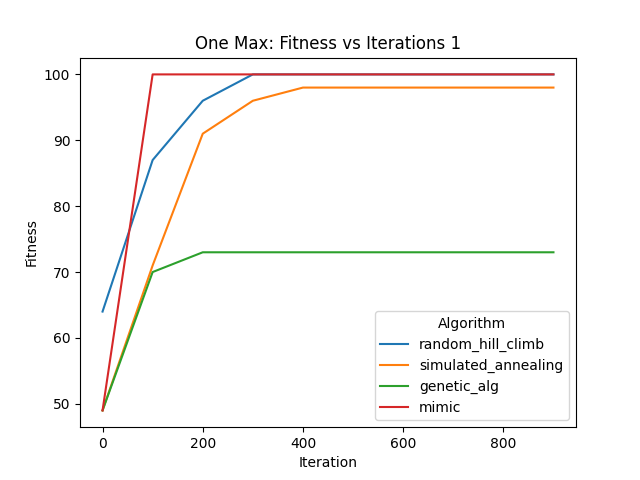 One Max: Fitness vs Iterations 1
Fitness
100
90
80
70
60
50
0
200
400
600
800
Iteration
Algorithm
random_hill_climb
simulated_annealing
genetic_alg
mimic